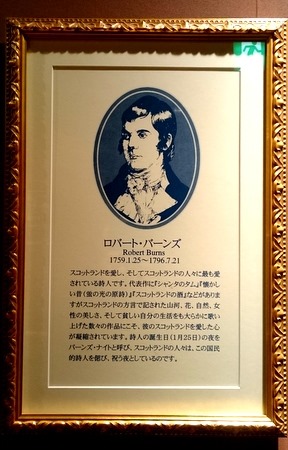 ロバート・バーンズ
Robert Burns
1759.1.25～1796.7.21
スコットランドを愛し、そしてスコットランドの人々に最も愛
されている詩人です。代表作に『シャンタのタム』、『懐かし
い昔(蛍の光の原詩)』、『スコットランドの酒』などがあり
ますがスコットランドの方言で記された山河、花、自然、女
性の美しさ、そして貧しい自分の生活をも大らかに歌い
上げた数々の作品にこそ、彼のスコットランドを愛した心
が凝縮されています。詩人の誕生日(1月25日)の夜を
バーンズ・ナイトと呼び、スコットランドの人々は、この国民
的詩人を偲び、祝う夜としているのです。